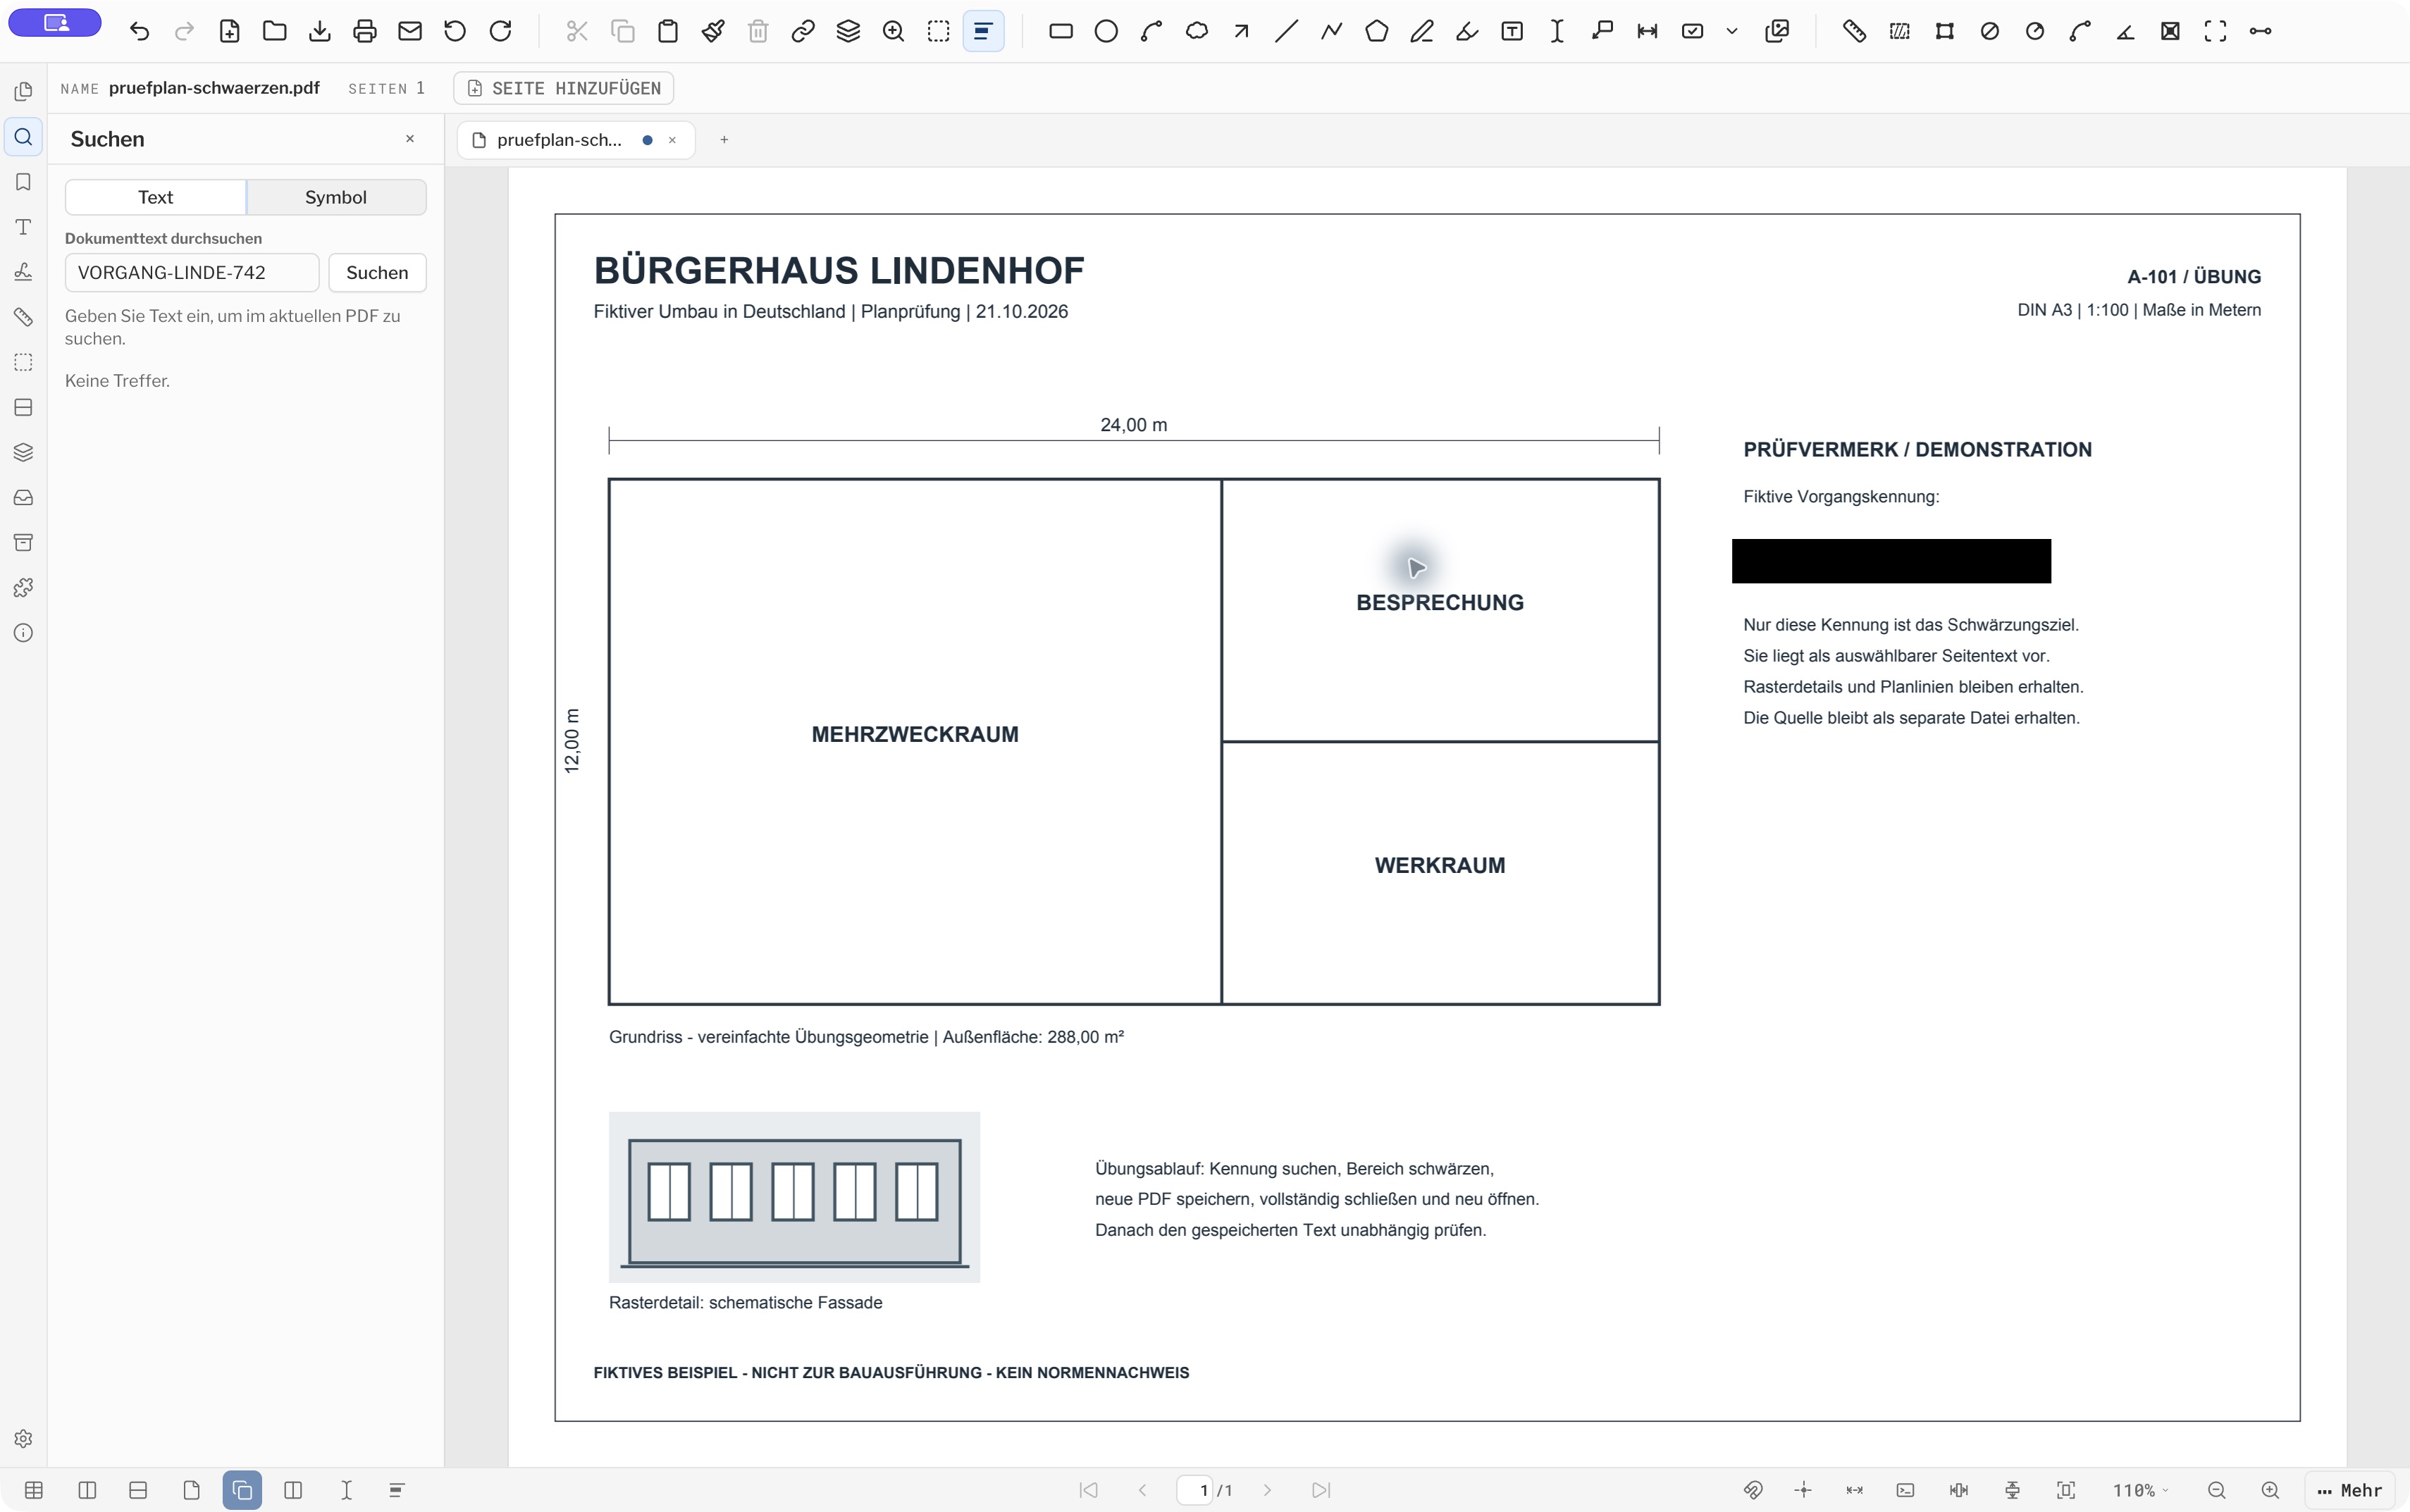 NAME pruefplan-schwaerzen.pdf SEITEN 1 SEITE HINZUFÜGEN
Suchen
pruefplan-sch...
Text Symbol
Dokumenttext durchsuchen
VORGANG-LINDE-742 Suchen
Geben Sie Text ein, um im aktuellen PDF zu
suchen.
Keine Treffer.
BÜRGERHAUS LINDENHOF
Fiktiver Umbau in Deutschland | Planprüfung | 21.10.2026
A-101 / ÜBUNG
DIN A3 | 1:100 | Maße in Metern
24,00 m
12,00 m
MEHRZWECKRAUM
BESPRECHUNG
WERKRAUM
PRÜFVERMERK / DEMONSTRATION
Fiktive Vorgangskennung:
Nur diese Kennung ist das Schwärzungsziel.
Sie liegt als auswählbarer Seitentext vor.
Rasterdetails und Planlinien bleiben erhalten.
Die Quelle bleibt als separate Datei erhalten.
Grundriss - vereinfachte Übungsgeometrie | Außenfläche: 288,00 m²
Übungsablauf: Kennung suchen, Bereich schwärzen,
neue PDF speichern, vollständig schließen und neu öffnen.
Danach den gespeicherten Text unabhängig prüfen.
Rasterdetail: schematische Fassade
FIKTIVES BEISPIEL - NICHT ZUR BAUAUSFÜHRUNG - KEIN NORMENNACHWEIS
1 /1
110%
... Mehr